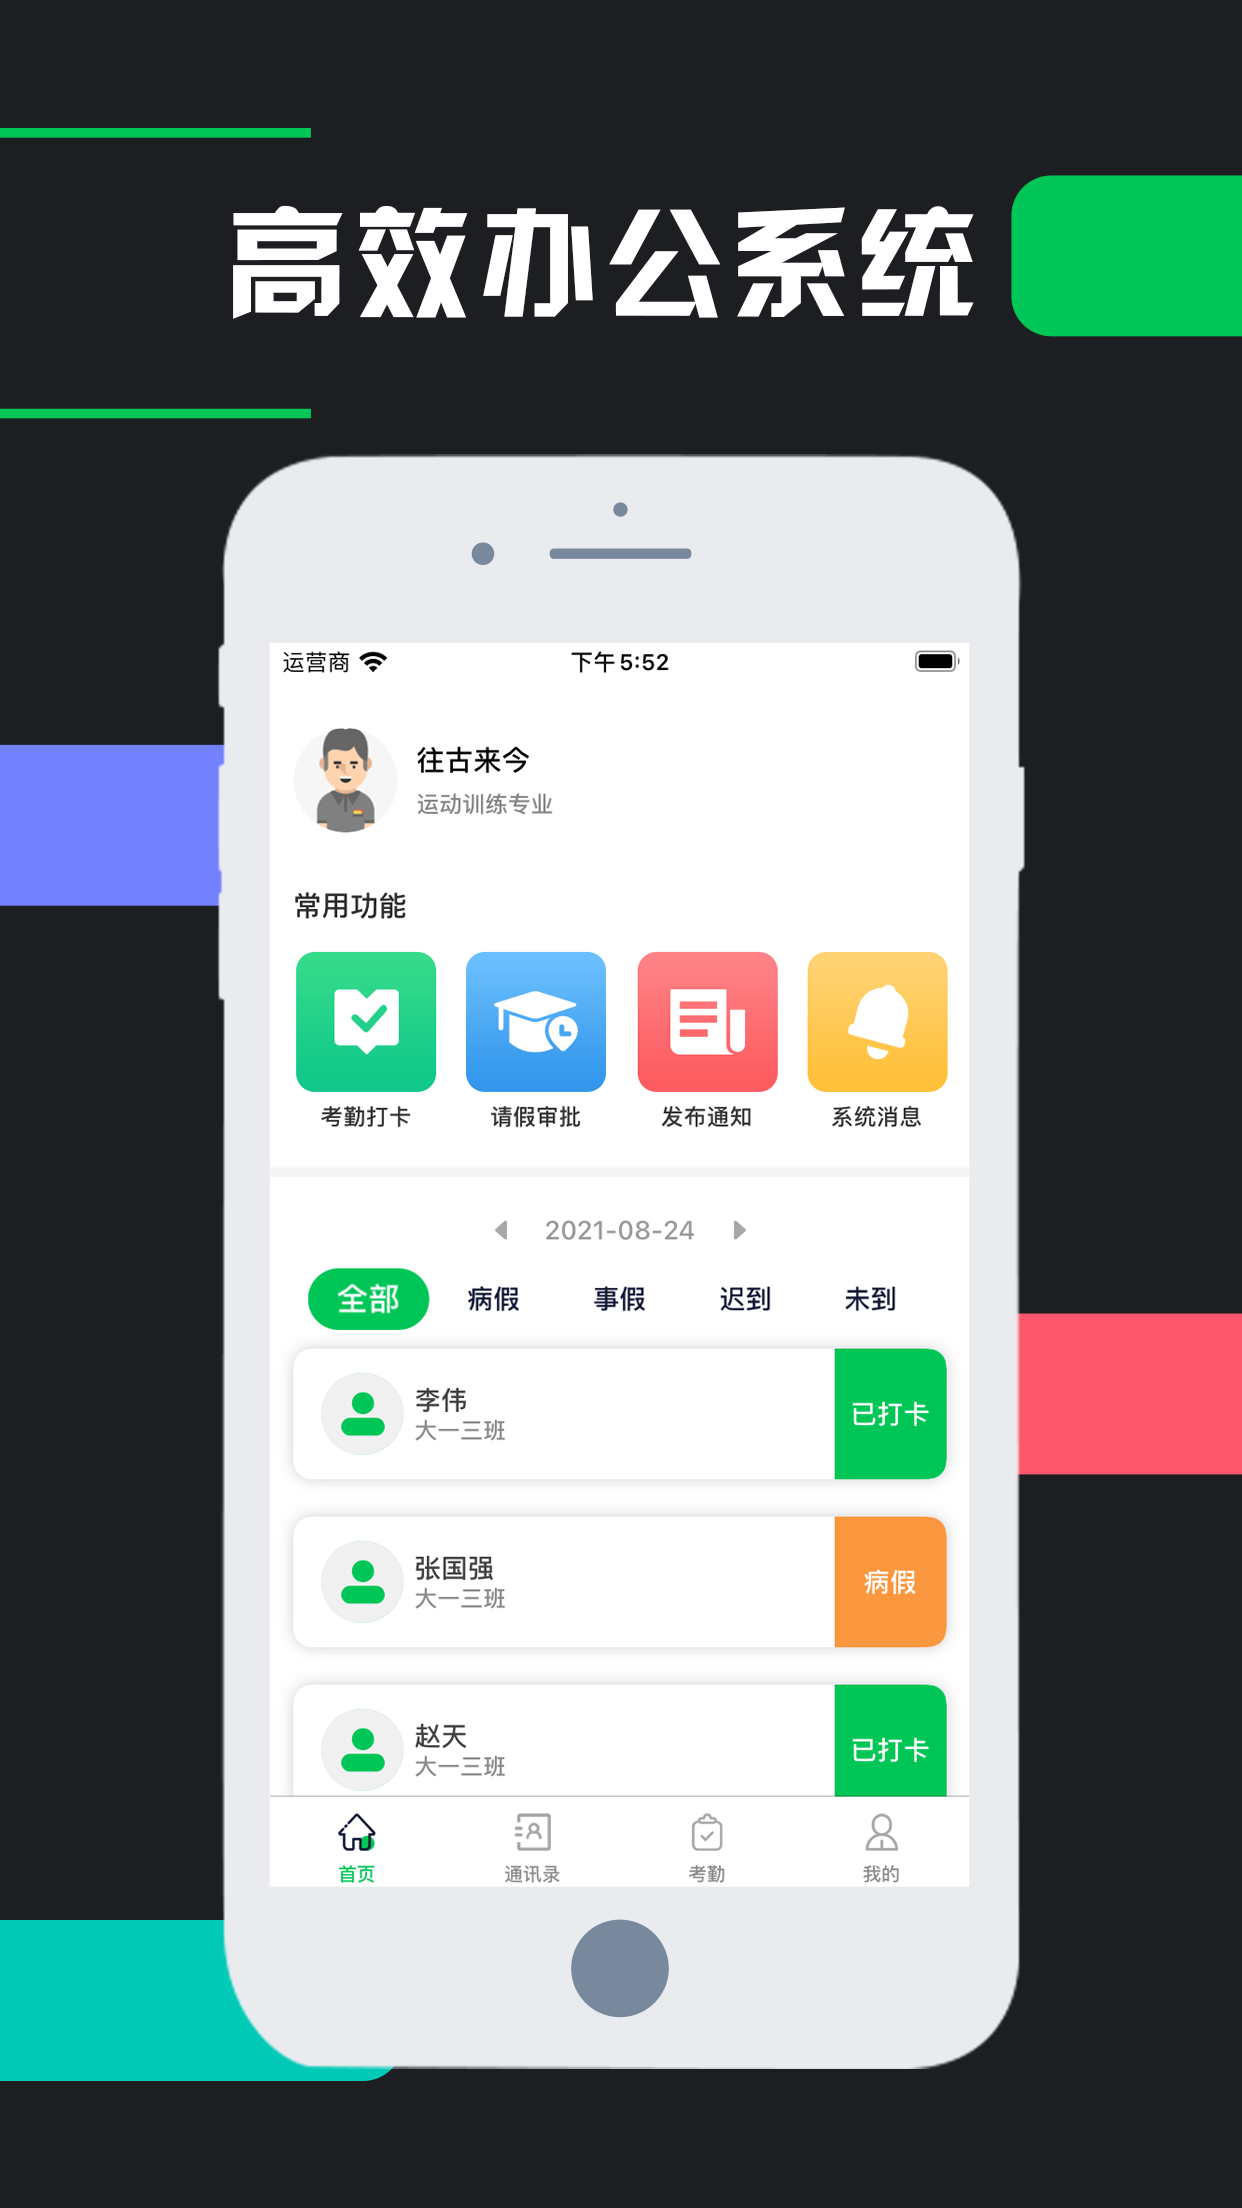 高效办公系统
运营商 下午5:52
往古来今
运动训练专业
常用功能
考勤打卡 请假审批 发布通知 系统消息
2021-08-24
全部 病假 事假 迟到 未到
李伟
大一三班
已打卡
张国强
大一三班
病假
赵天
大一三班
已打卡
首页 通讯录 考勤 我的